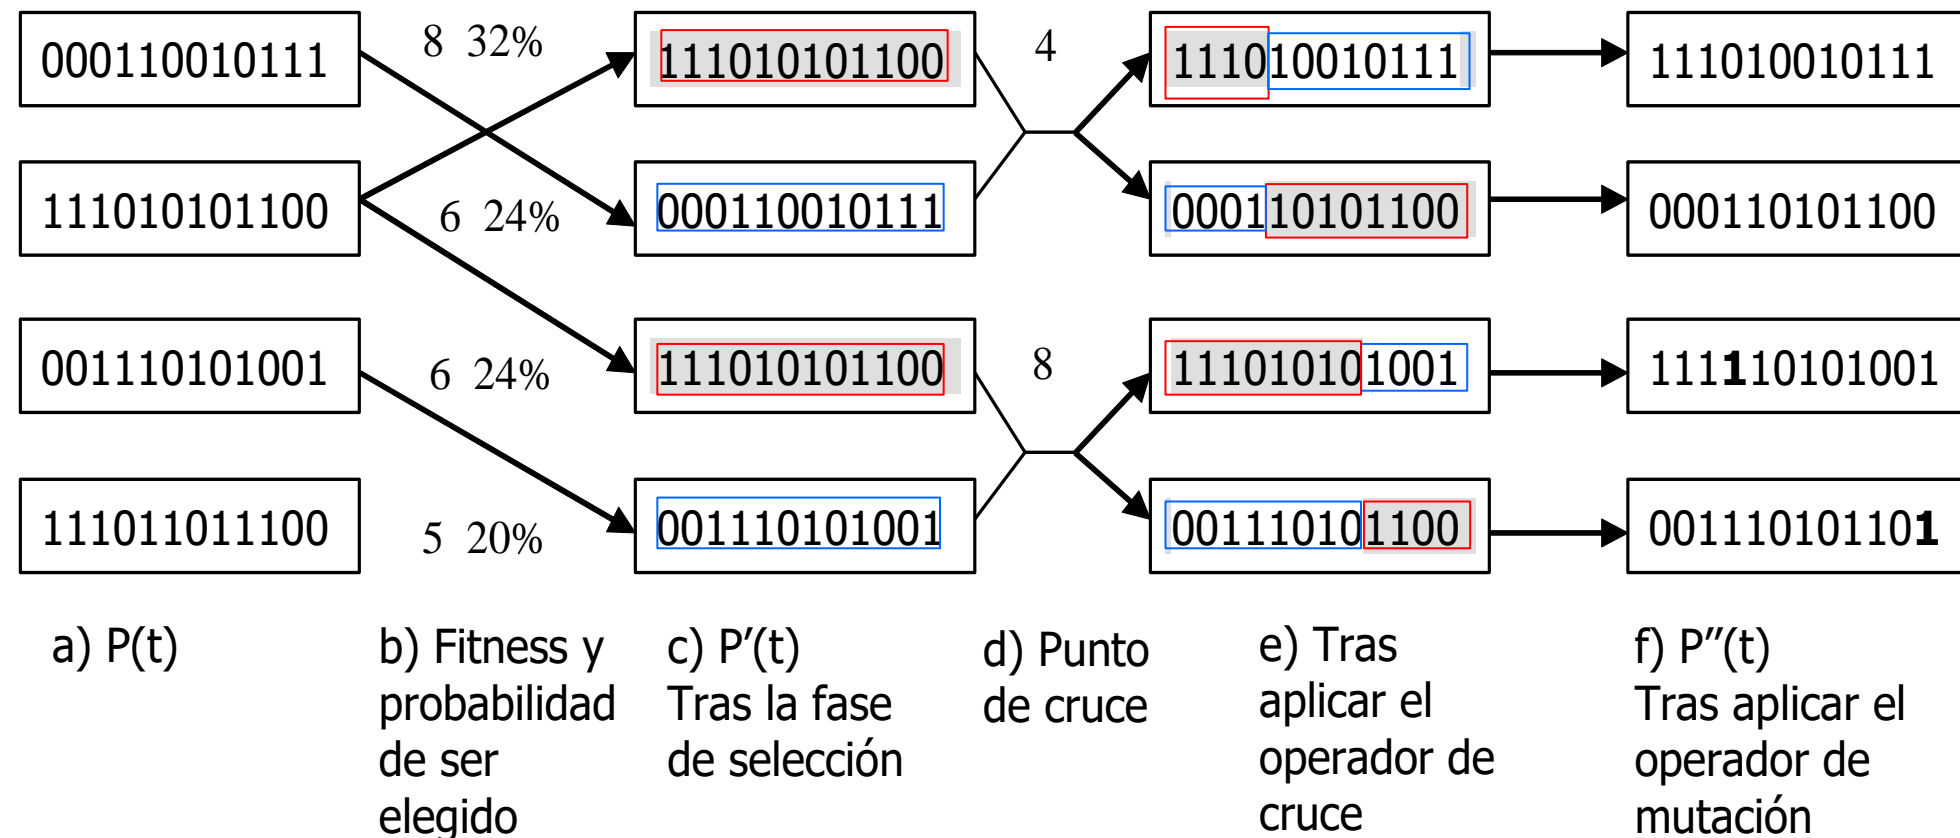 000110010111
8 32%
111010101100
4
111010010111
111010010111
111010101100
6 24%
000110010111
000110101100
000110101100
001110101001
6 24%
111010101100
8
111010101001
111110101001
111011011100
5 20%
001110101001
001110101100
001110101101
a) P(t)
b) Fitness y
probabilidad
de ser
elegido
c) P’(t)
Tras la fase
de selección
d) Punto
de cruce
e) Tras
aplicar el
operador de
cruce
f) P’’(t)
Tras aplicar el
operador de
mutación